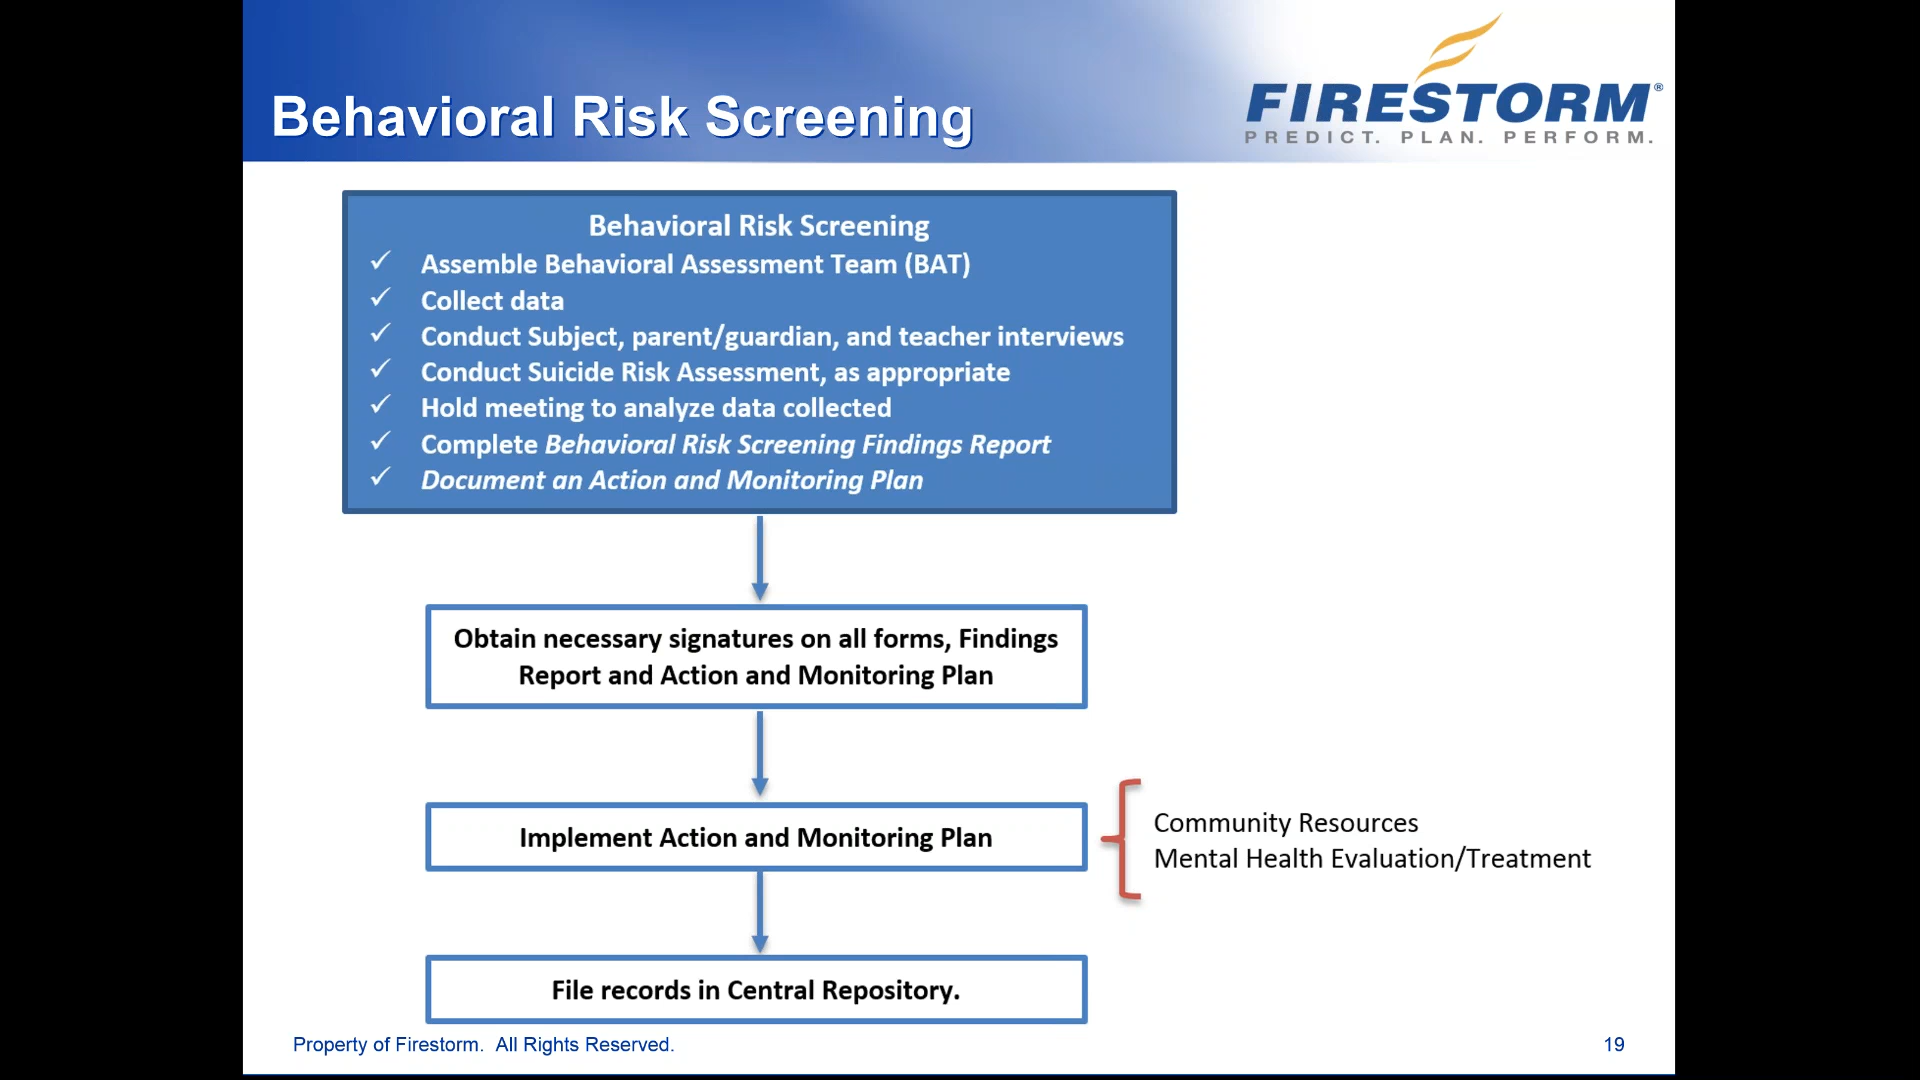 Behavioral Risk Screening
FIRESTORM®
PREDICT. PLAN. PERFORM.
Behavioral Risk Screening
✓ Assemble Behavioral Assessment Team (BAT)
✓ Collect data
✓ Conduct Subject, parent/guardian, and teacher interviews
✓ Conduct Suicide Risk Assessment, as appropriate
✓ Hold meeting to analyze data collected
✓ Complete Behavioral Risk Screening Findings Report
✓ Document an Action and Monitoring Plan
Obtain necessary signatures on all forms, Findings
Report and Action and Monitoring Plan
Implement Action and Monitoring Plan
Community Resources
Mental Health Evaluation/Treatment
File records in Central Repository.
Property of Firestorm. All Rights Reserved.
19